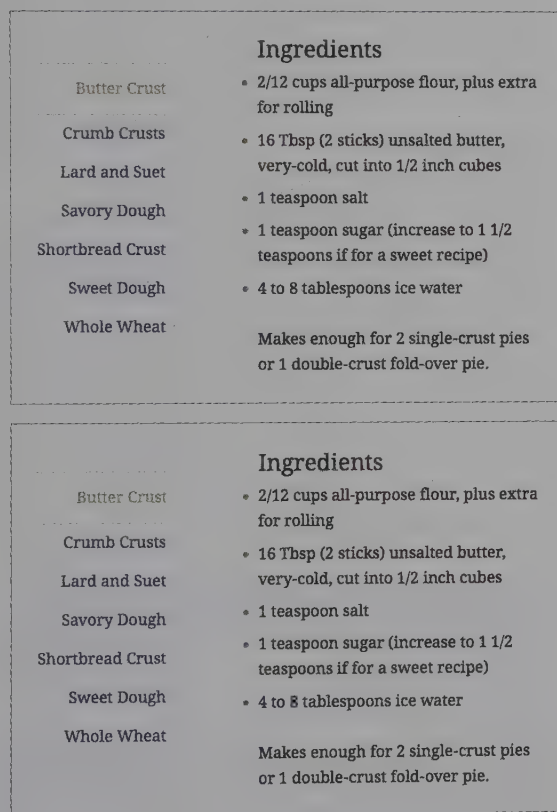 Butter Crust
Crumb Crusts
Lard and Suet
Savory Dough
Shortbread Crust
Sweet Dough
Whole Wheat
Ingredients
• 2/12 cups all-purpose flour, plus extra
for rolling
• 16 Tbsp (2 sticks) unsalted butter,
very-cold, cut into 1/2 inch cubes
• 1 teaspoon salt
• 1 teaspoon sugar (increase to 1 1/2
teaspoons if for a sweet recipe)
• 4 to 8 tablespoons ice water
Makes enough for 2 single-crust pies
or 1 double-crust fold-over pie.
Butter Crust
Crumb Crusts
Lard and Suet
Savory Dough
Shortbread Crust
Sweet Dough
Whole Wheat
Ingredients
• 2/12 cups all-purpose flour, plus extra
for rolling
• 16 Tbsp (2 sticks) unsalted butter,
very-cold, cut into 1/2 inch cubes
• 1 teaspoon salt
• 1 teaspoon sugar (increase to 1 1/2
teaspoons if for a sweet recipe)
• 4 to 8 tablespoons ice water
Makes enough for 2 single-crust pies
or 1 double-crust fold-over pie.